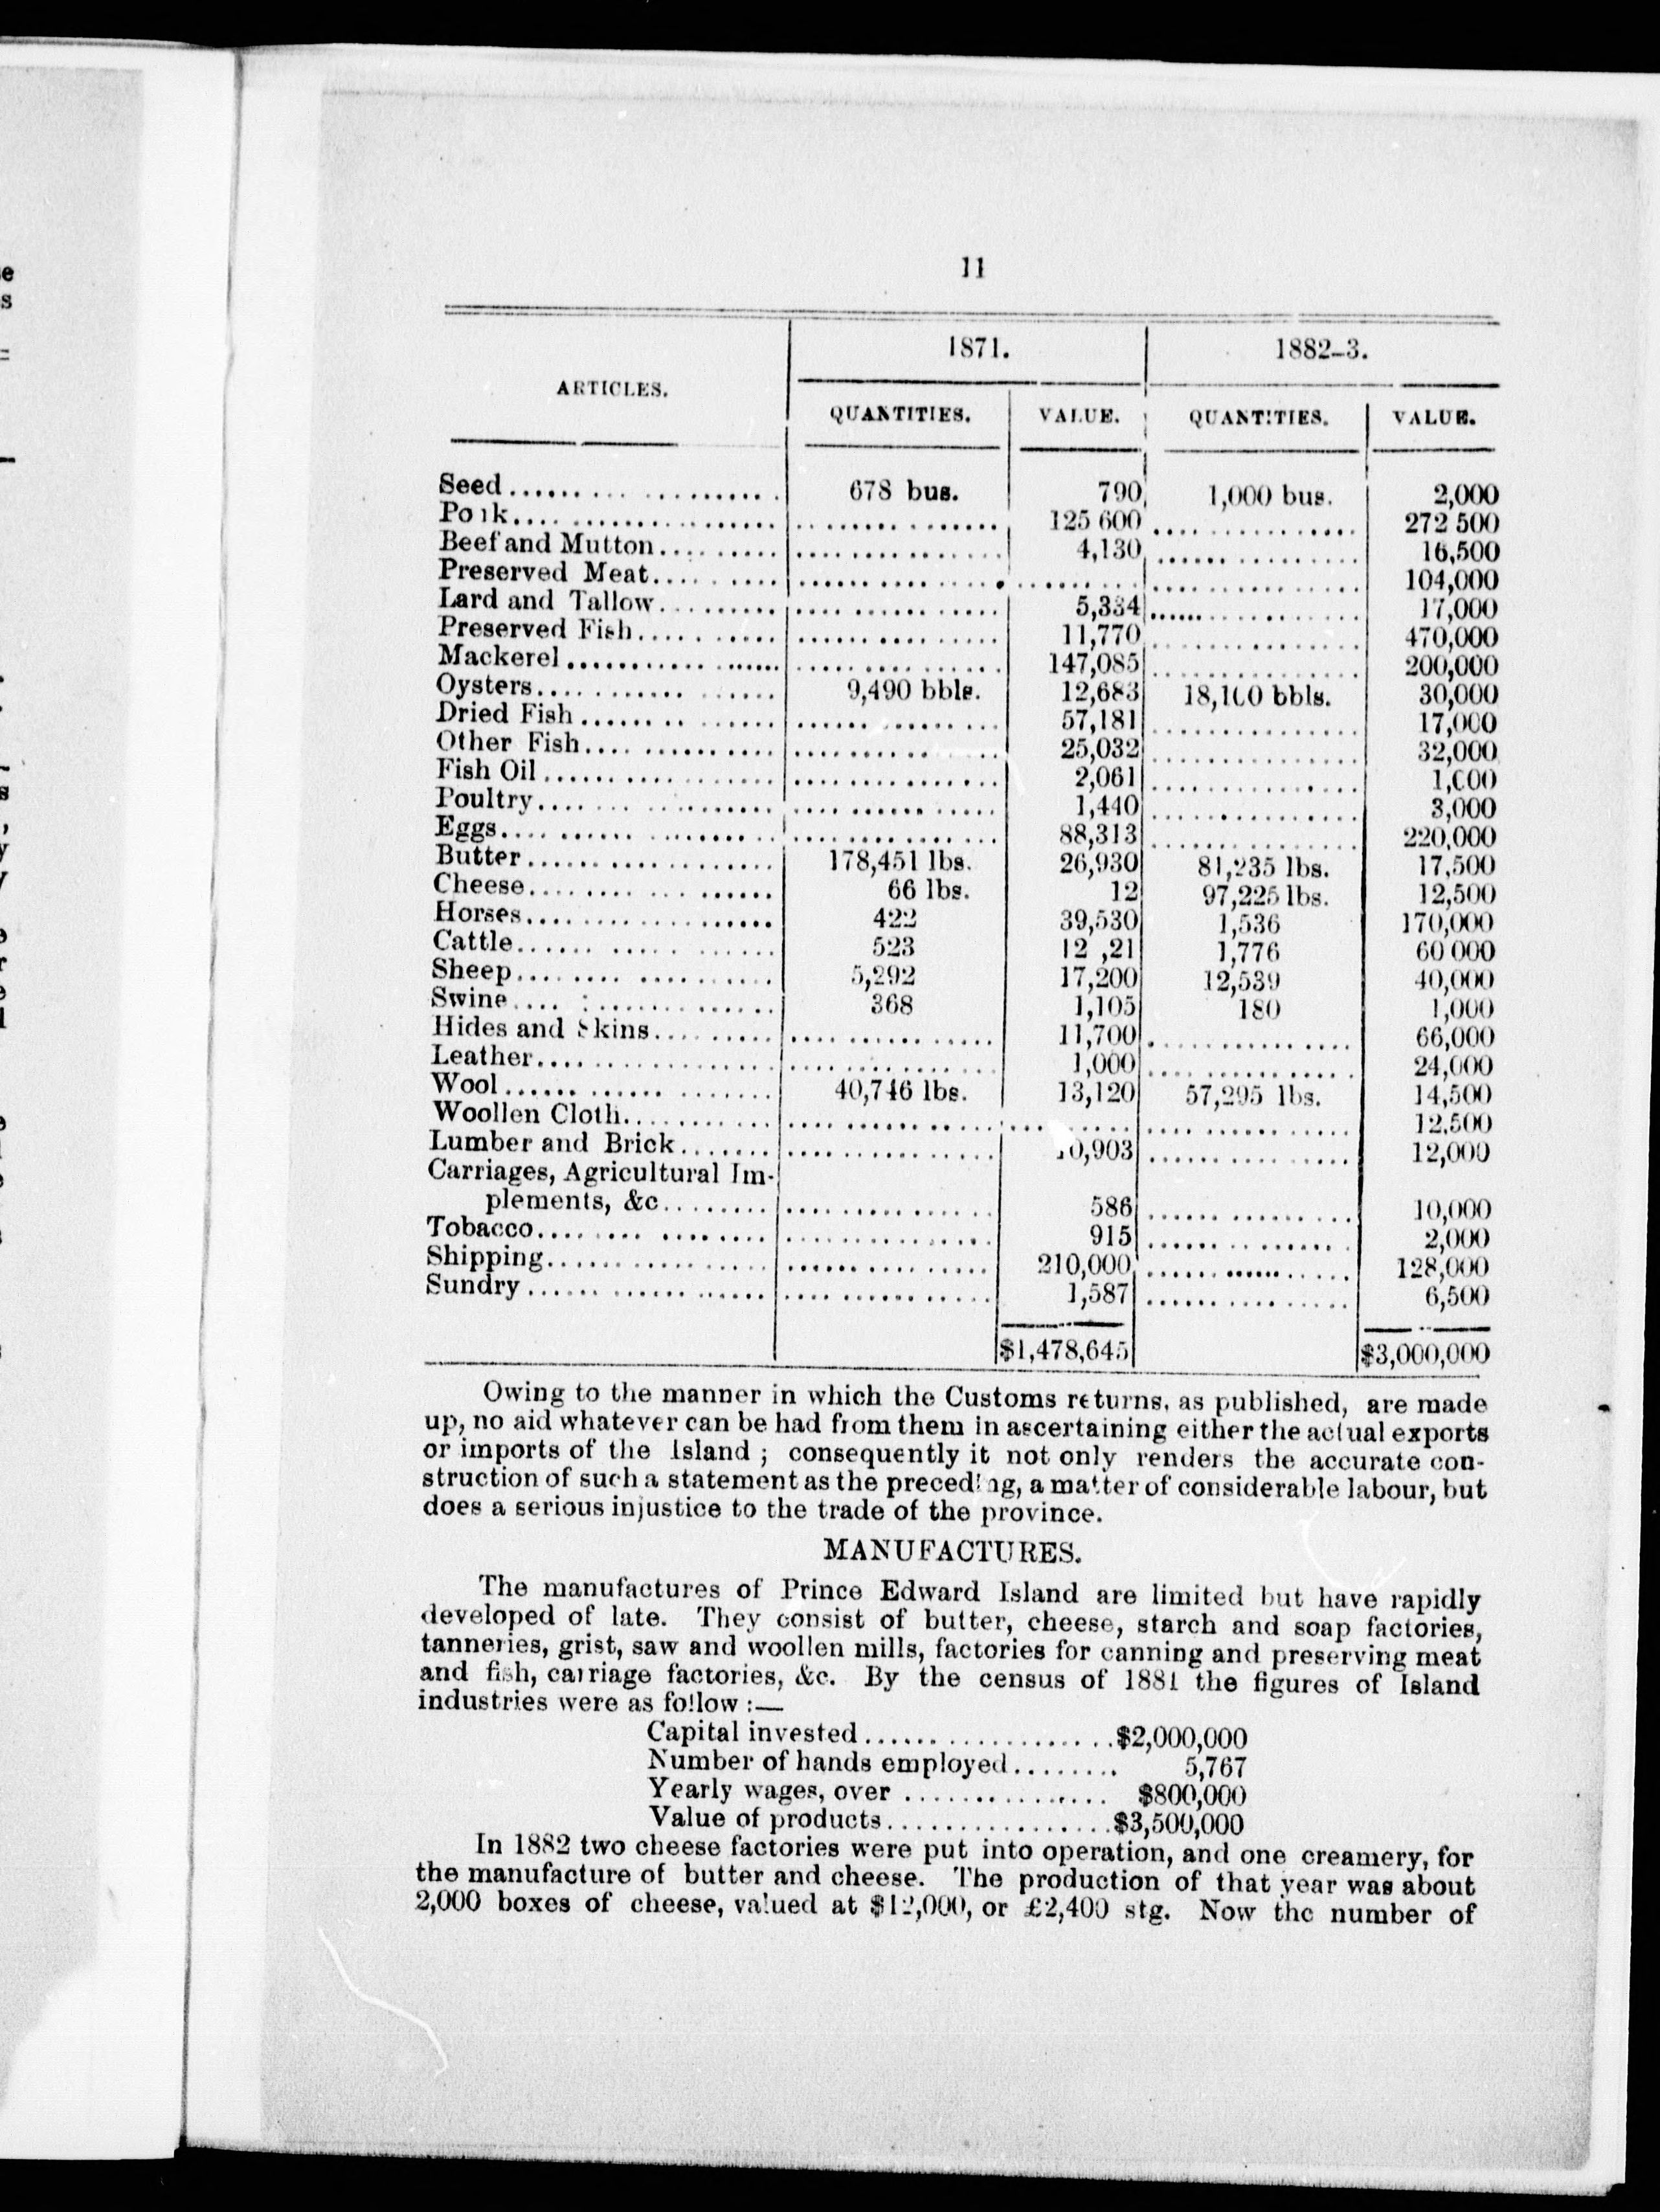 11
1871. 1882-3.
ARTICLES.
QUANTITIES. VALUE. QUANTITIES. VALUE.
Seed 678 bus. 790 1,000 bus. 2,000
Pork 125 600 272 500
Beef and Mutton 4,130 16,500
Preserved Meat 104,000
Lard and Tallow 5,334 17,000
Preserved Fish 11,770 470,000
Mackerel 147,085 200,000
Oysters 9,490 bbls. 12,683 18,100 bbls. 30,000
Dried Fish 57,181 17,000
Other Fish 25,032 32,000
Fish Oil 2,061 1,000
Poultry 1,440 3,000
Eggs 88,313 220,000
Butter 178,451 lbs. 26,930 81,235 lbs. 17,500
Cheese 66 lbs. 12 97,225 lbs. 12,500
Horses 422 39,530 1,536 170,000
Cattle 523 12 ,21 1,776 60 000
Sheep 5,292 17,200 12,539 40,000
Swine 368 1,105 180 1,000
Hides and Skins 11,700 66,000
Leather 1,000 24,000
Wool 40,746 lbs. 13,120 57,295 lbs. 14,500
Woollen Cloth 12,500
Lumber and Brick 0,903 12,000
Carriages, Agricultural Im-
plements, &c 586 10,000
Tobacco 915 2,000
Shipping 210,000 128,000
Sundry 1,587 6,500
$1,478,645 $3,000,000
Owing to the manner in which the Customs returns, as published, are made
up, no aid whatever can be had from them in ascertaining either the actual exports
or imports of the Island ; consequently it not only renders the accurate con-
struction of such a statement as the preceding, a matter of considerable labour, but
does a serious injustice to the trade of the province.
MANUFACTURES.
The manufactures of Prince Edward Island are limited but have rapidly
developed of late. They consist of butter, cheese, starch and soap factories,
tanneries, grist, saw and woollen mills, factories for canning and preserving meat
and fish, carriage factories, &c. By the census of 1881 the figures of Island
industries were as follow :—
Capital invested $2,000,000
Number of hands employed 5,767
Yearly wages, over $800,000
Value of products $3,500,000
In 1882 two cheese factories were put into operation, and one creamery, for
the manufacture of butter and cheese. The production of that year was about
2,000 boxes of cheese, valued at $12,000, or £2,400 stg. Now the number of